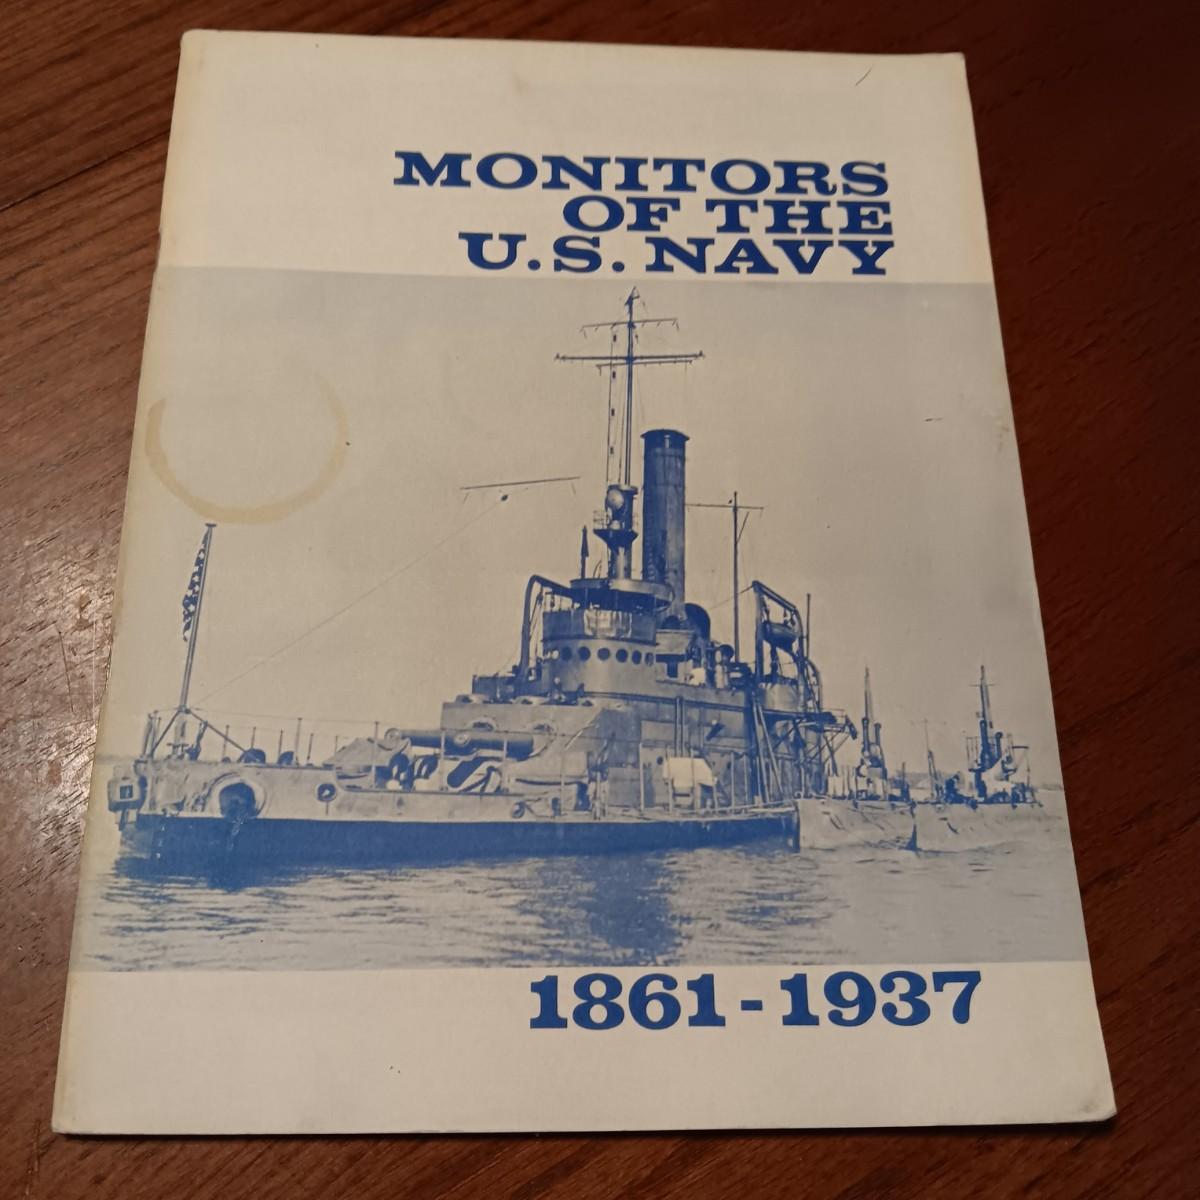 MONITORS
OF THE
U.S. NAVY
1861-1937